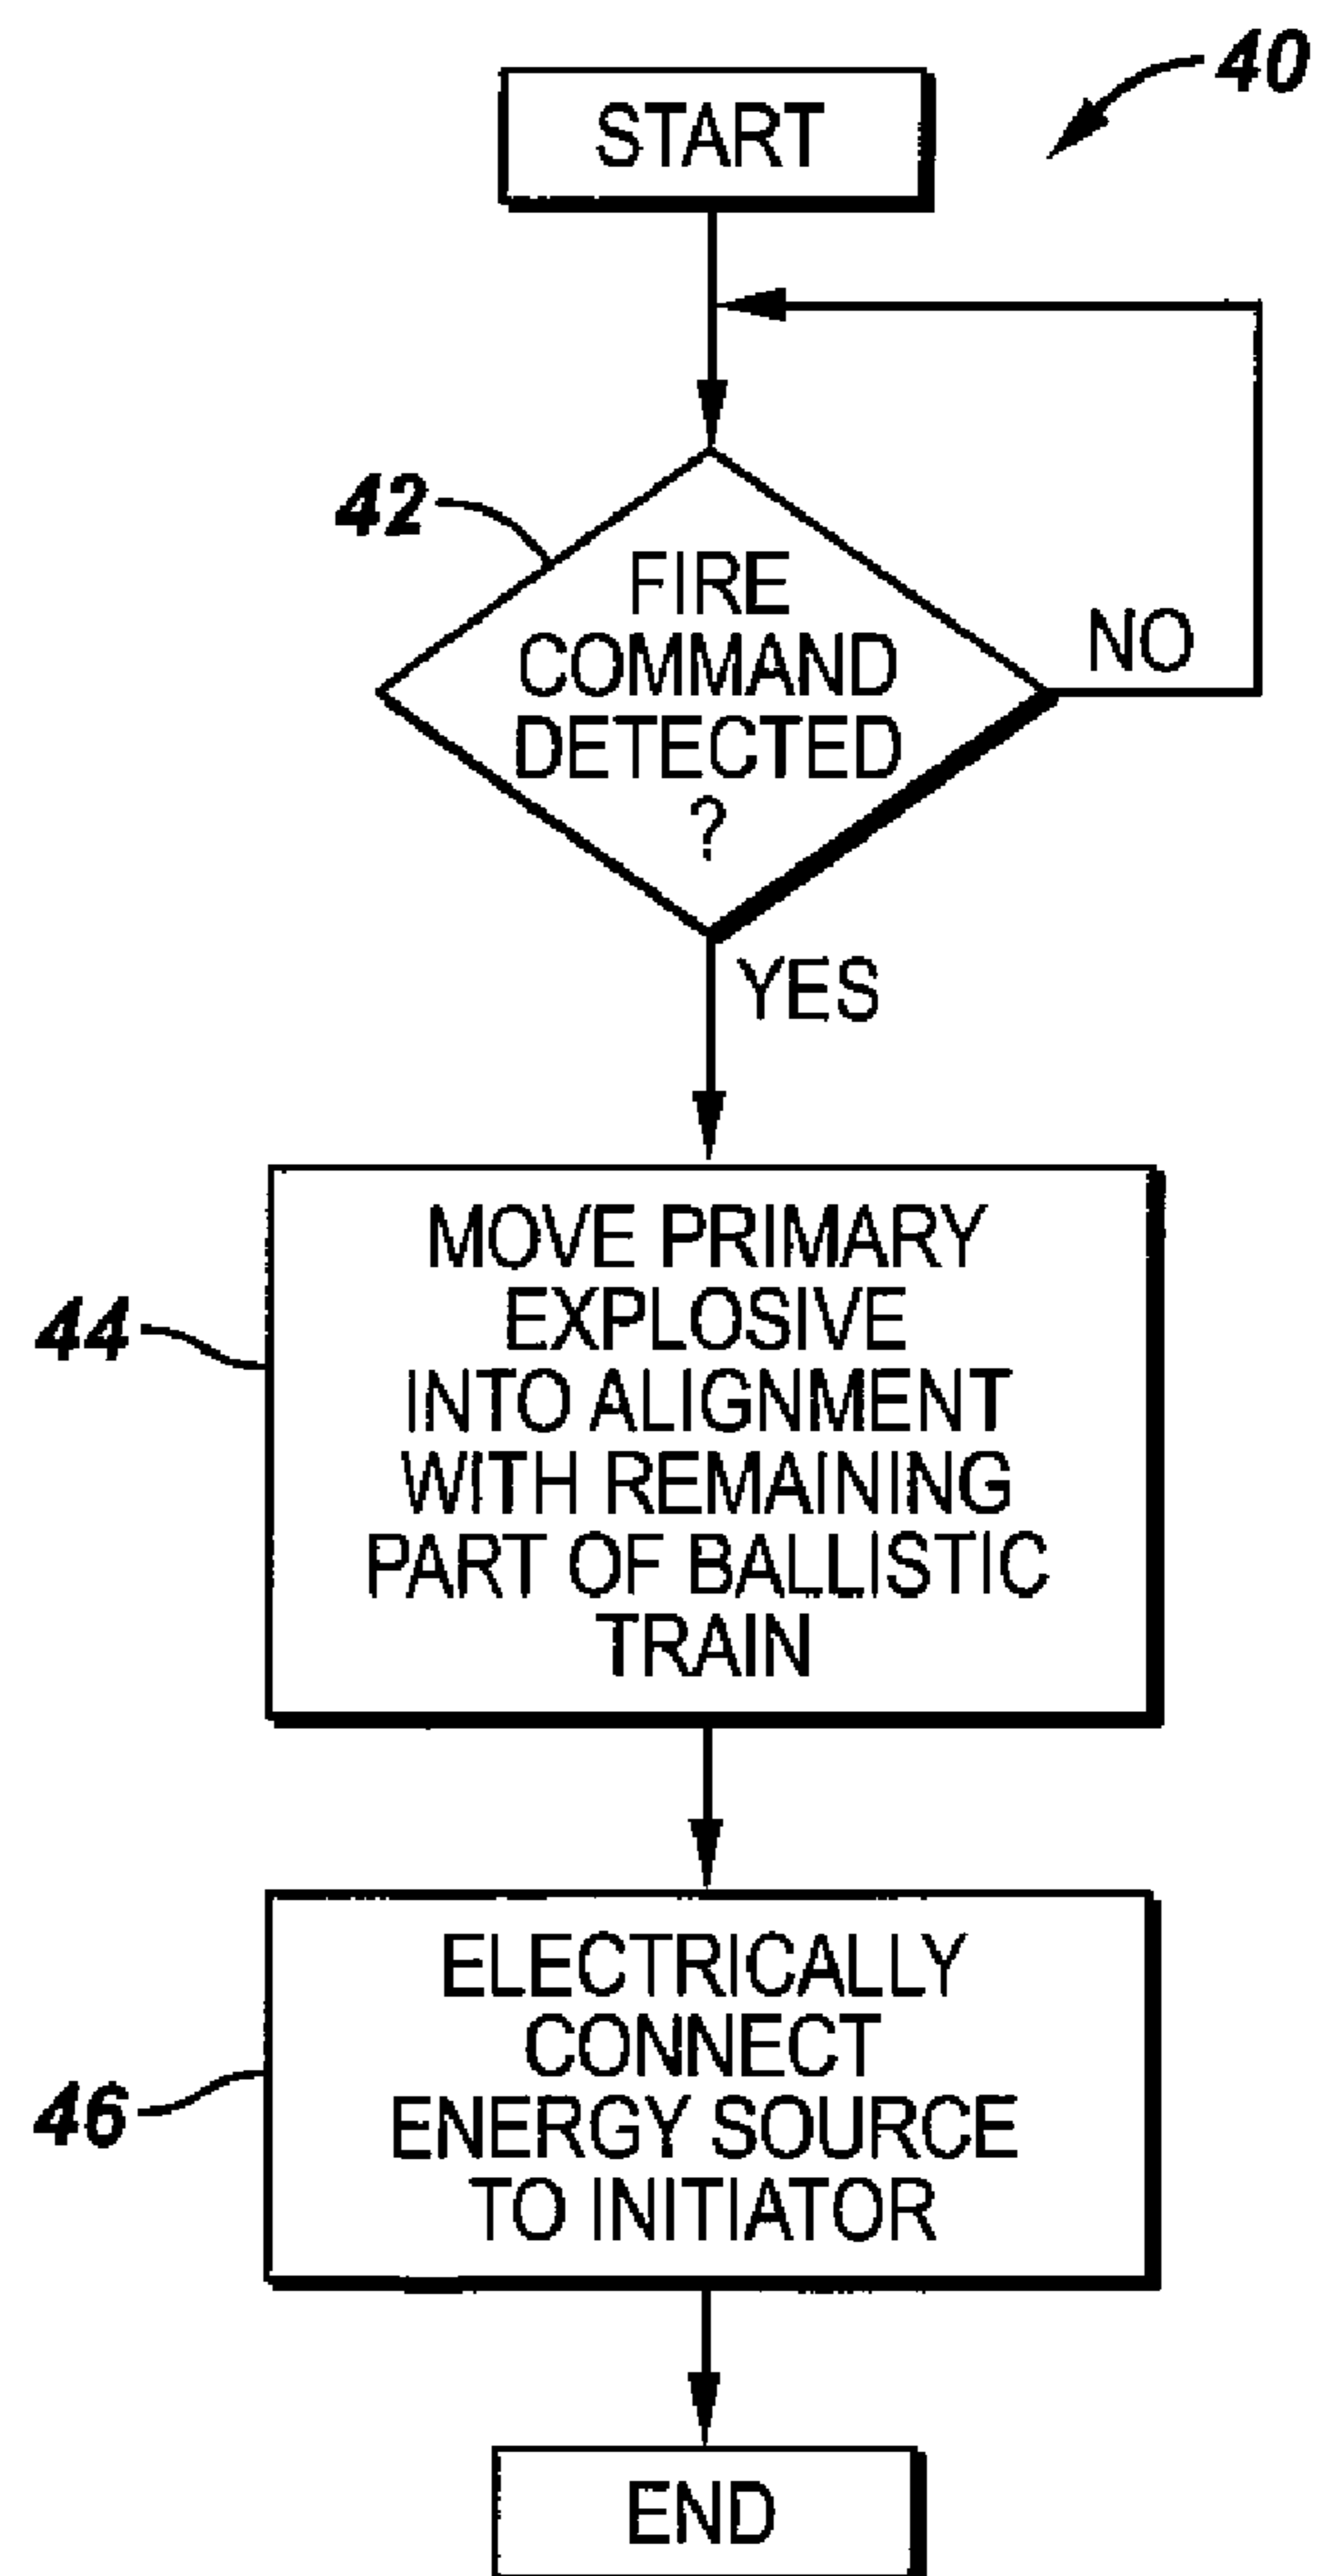 40
START
42
FIRE
COMMAND
DETECTED
?
NO
YES
44
MOVE PRIMARY
EXPLOSIVE
INTO ALIGNMENT
WITH REMAINING
PART OF BALLISTIC
TRAIN
46
ELECTRICALLY
CONNECT
ENERGY SOURCE
TO INITIATOR
END